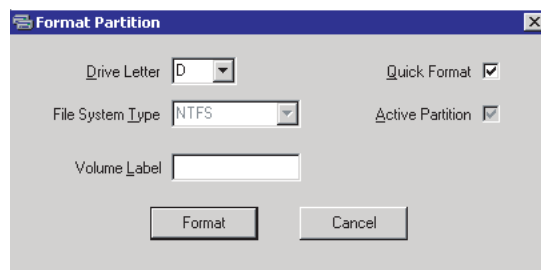 Format Partition
Drive Letter D Quick Format
File System Type NTFS Active Partition
Volume Label
Format Cancel